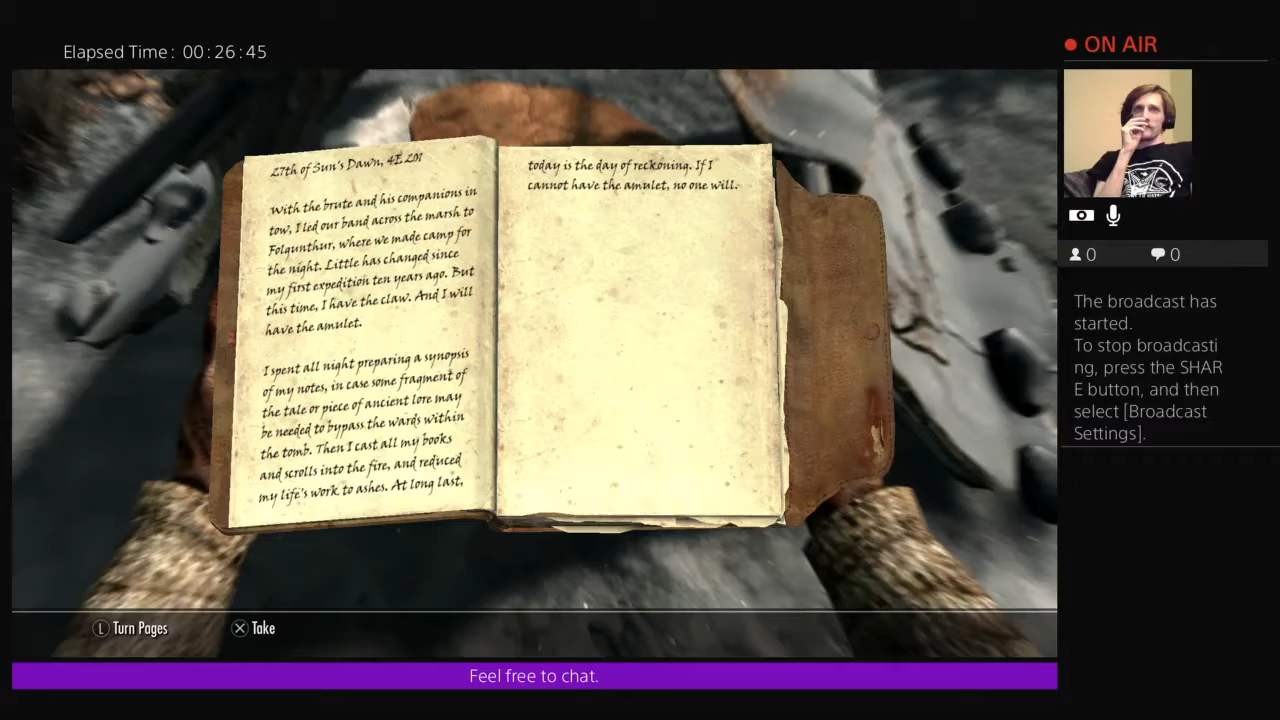 Elapsed Time: 00:26:45
ON AIR
27th of Sun's Dawn, 4E 201
With the brute and his companions in
tow, I led our band across the marsh to
Folgunthur, where we made camp for
the night. Little has changed since
my first expedition ten years ago. But
this time, I have the claw. And I will
have the amulet.
I spent all night preparing a synopsis
of my notes, in case some fragment of
the tale or piece of ancient lore may
be needed to bypass the wards within
the tomb. Then I cast all my books
and scrolls into the fire, and reduced
my life's work to ashes. At long last,
today is the day of reckoning. If I
cannot have the amulet, no one will.
0
0
The broadcast has
started.
To stop broadcasti
ng, press the SHAR
E button, and then
select [Broadcast
Settings].
L Turn Pages
X Take
Feel free to chat.